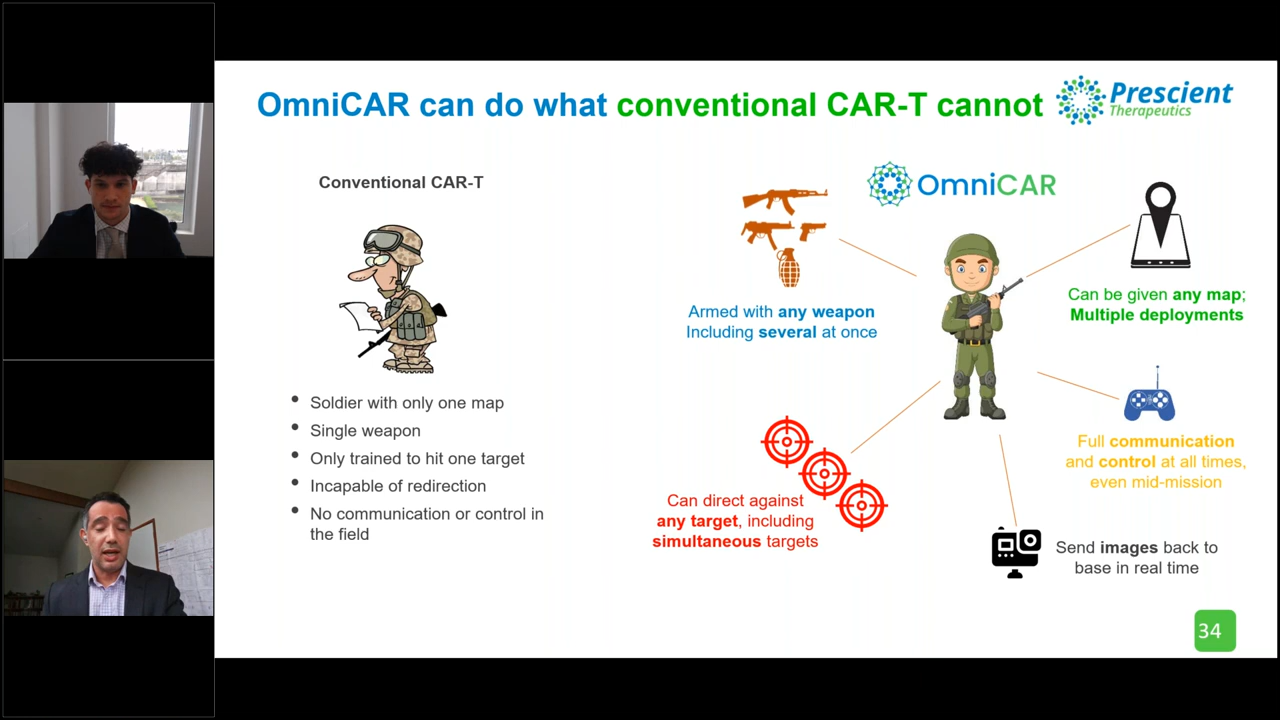 OmniCAR can do what conventional CAR-T cannot
Prescient
Therapeutics
Conventional CAR-T
• Soldier with only one map
• Single weapon
• Only trained to hit one target
• Incapable of redirection
• No communication or control in
the field
OmniCAR
Armed with any weapon
Including several at once
Can be given any map;
Multiple deployments
Can direct against
any target, including
simultaneous targets
Full communication
and control at all times,
even mid-mission
Send images back to
base in real time
34